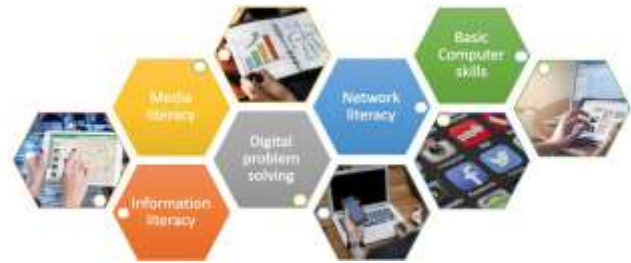 Basic
Computer
skills
Media
literacy
Network
literacy
Digital
problem
solving
Information
literacy